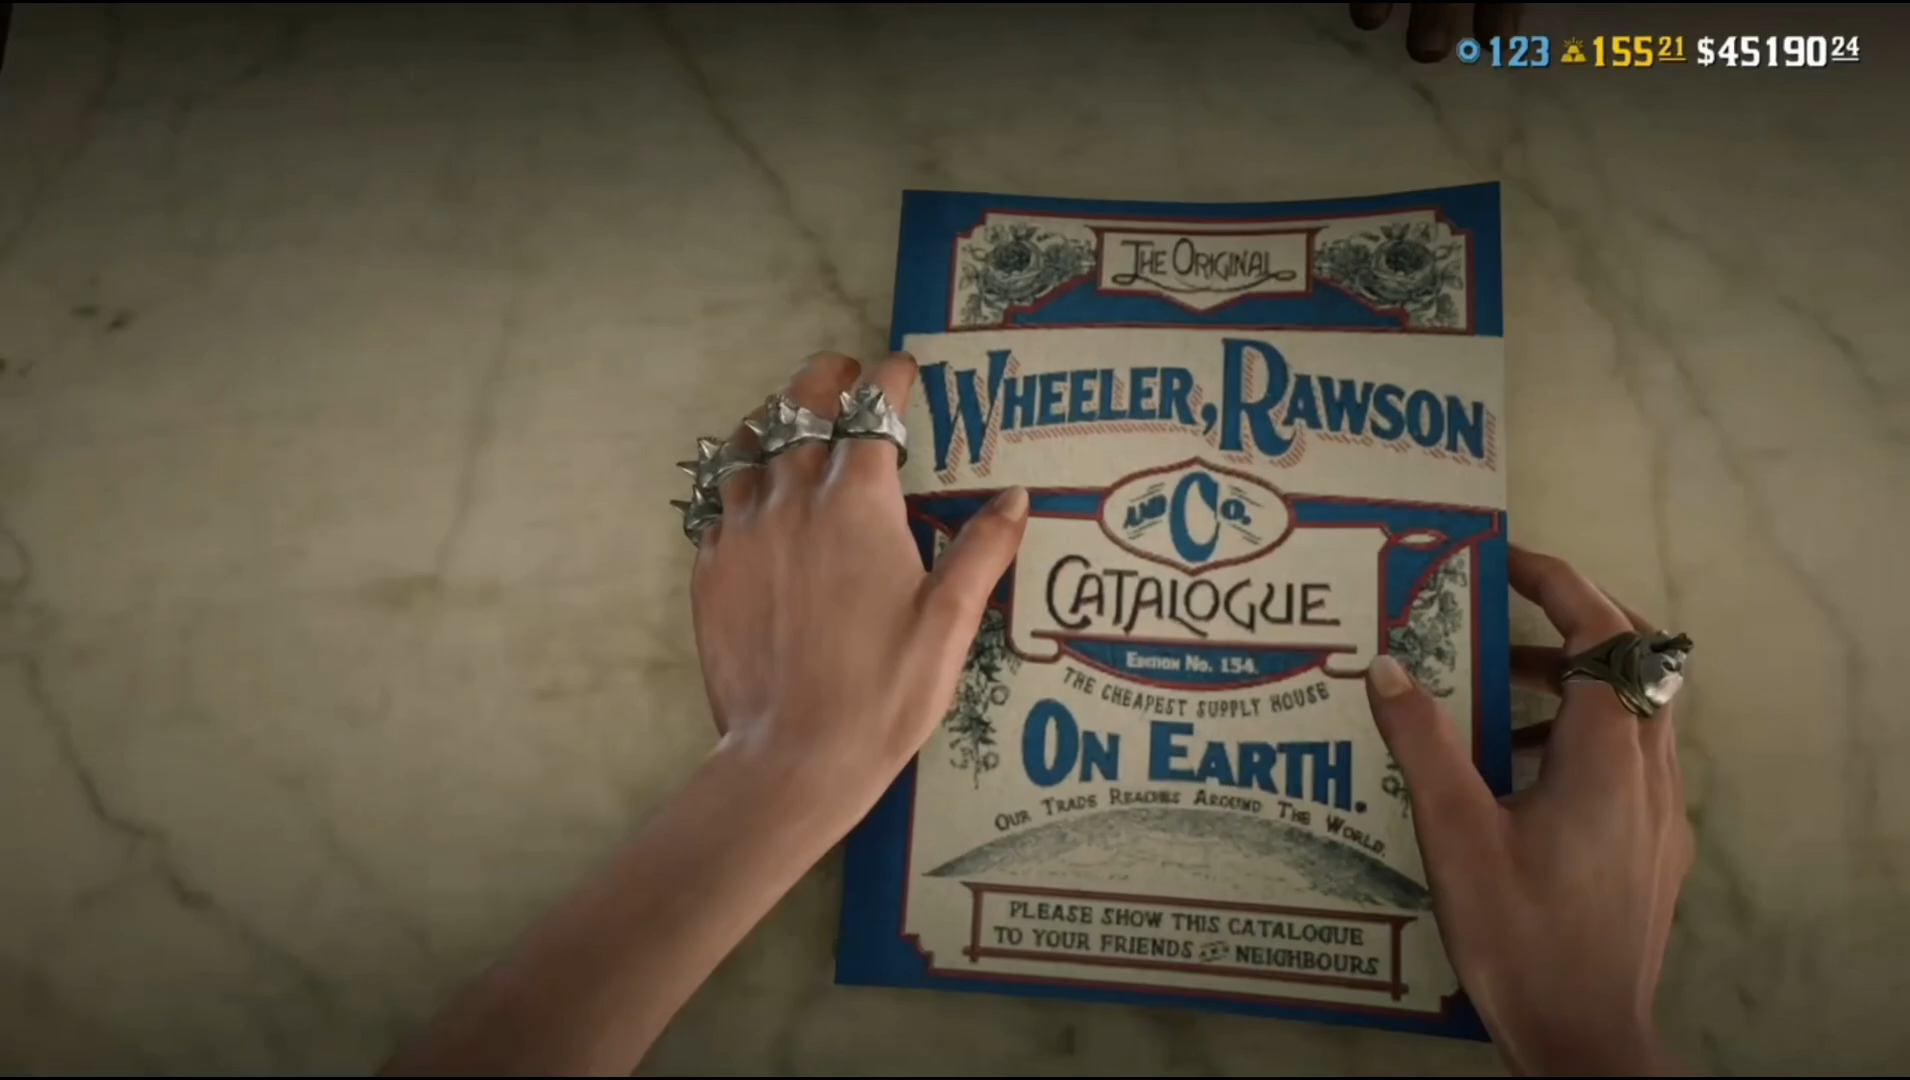 123 155 21 $45190 24
THE ORIGINAL
WHEELER, RAWSON
AND Co.
CATALOGUE
EDITION No. 154.
THE CHEAPEST SUPPLY HOUSE
ON EARTH.
OUR TRADE REACHES AROUND THE WORLD.
PLEASE SHOW THIS CATALOGUE
TO YOUR FRIENDS AND NEIGHBOURS